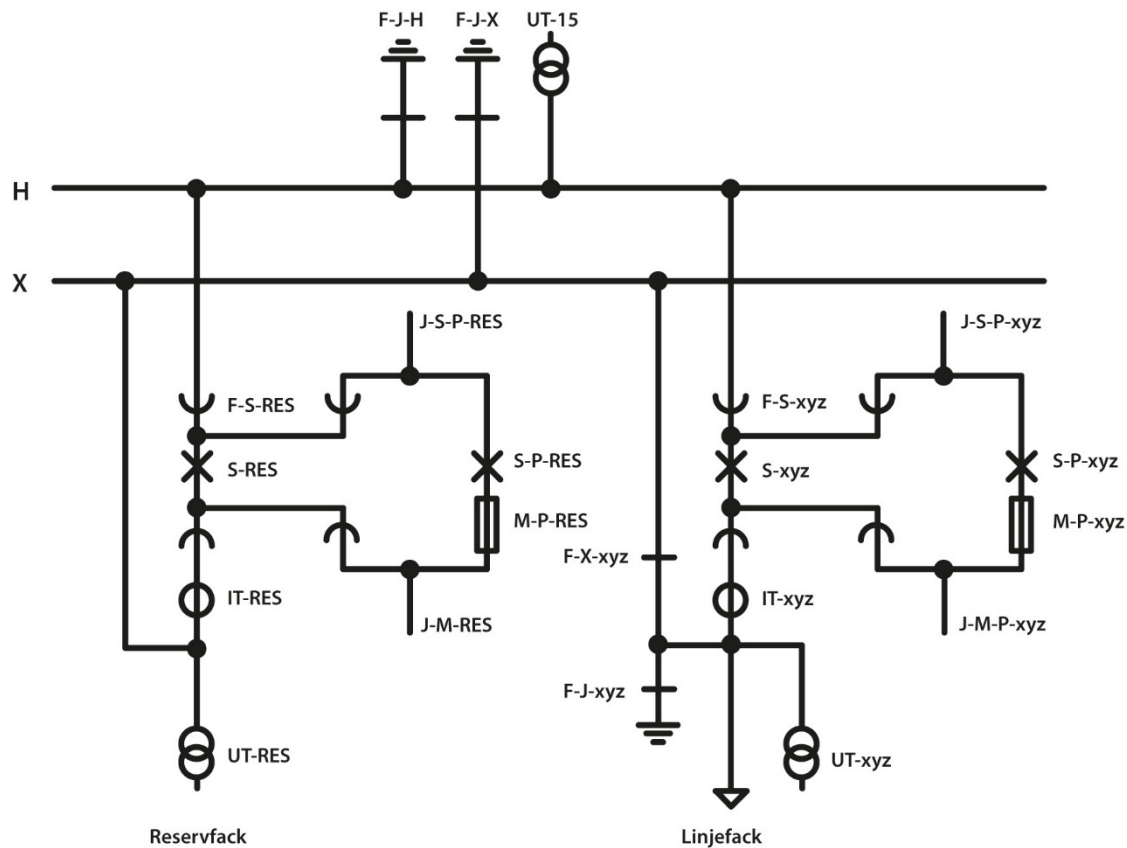 F-J-H F-J-X UT-15
H
X
J-S-P-RES J-S-P-xyz
F-S-RES F-S-xyz
S-RES S-P-RES S-xyz S-P-xyz
M-P-RES M-P-xyz
F-X-xyz
IT-RES IT-xyz
J-M-RES J-M-P-xyz
F-J-xyz
UT-RES UT-xyz
Reservfack Linjefack